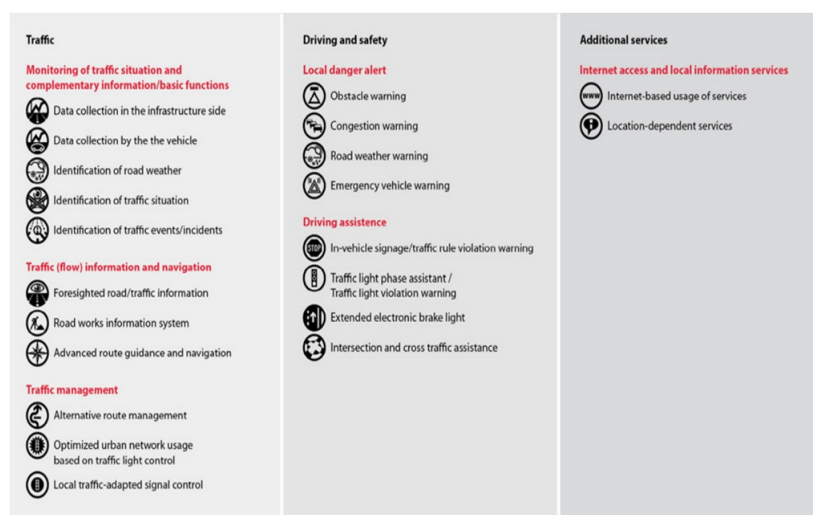 Traffic
Monitoring of traffic situation and
complementary information/basic functions
Data collection in the infrastructure side
Data collection by the the vehicle
Identification of road weather
Identification of traffic situation
Identification of traffic events/incidents
Traffic (flow) information and navigation
Foresighted road/traffic information
Road works information system
Advanced route guidance and navigation
Traffic management
Alternative route management
Optimized urban network usage
based on traffic light control
Local traffic-adapted signal control
Driving and safety
Local danger alert
Obstacle warning
Congestion warning
Road weather warning
Emergency vehicle warning
Driving assistence
STOP
In-vehicle signage/traffic rule violation warning
Traffic light phase assistant /
Traffic light violation warning
Extended electronic brake light
Intersection and cross traffic assistance
Additional services
Internet access and local information services
www
Internet-based usage of services
Location-dependent services